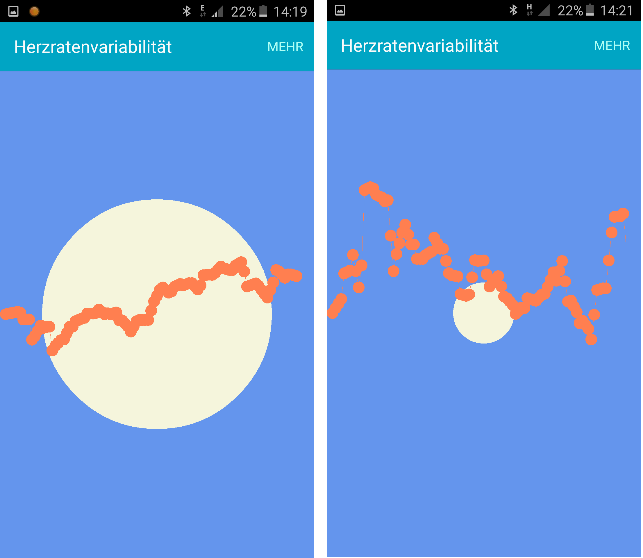 E 22% 14:19
Herzratenvariabilität MEHR
H 22% 14:21
Herzratenvariabilität MEHR